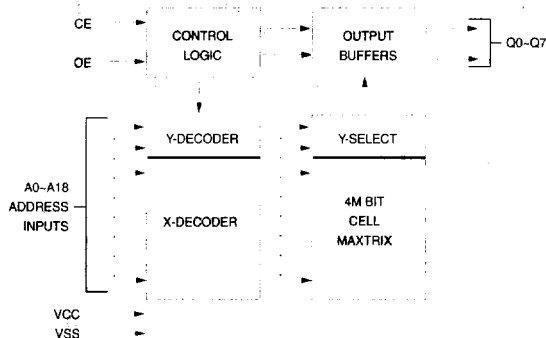 CE
OE
CONTROL
LOGIC
OUTPUT
BUFFERS
Q0~Q7
Y-DECODER
Y-SELECT
A0~A18
ADDRESS
INPUTS
X-DECODER
4M BIT
CELL
MAXTRIX
VCC
VSS